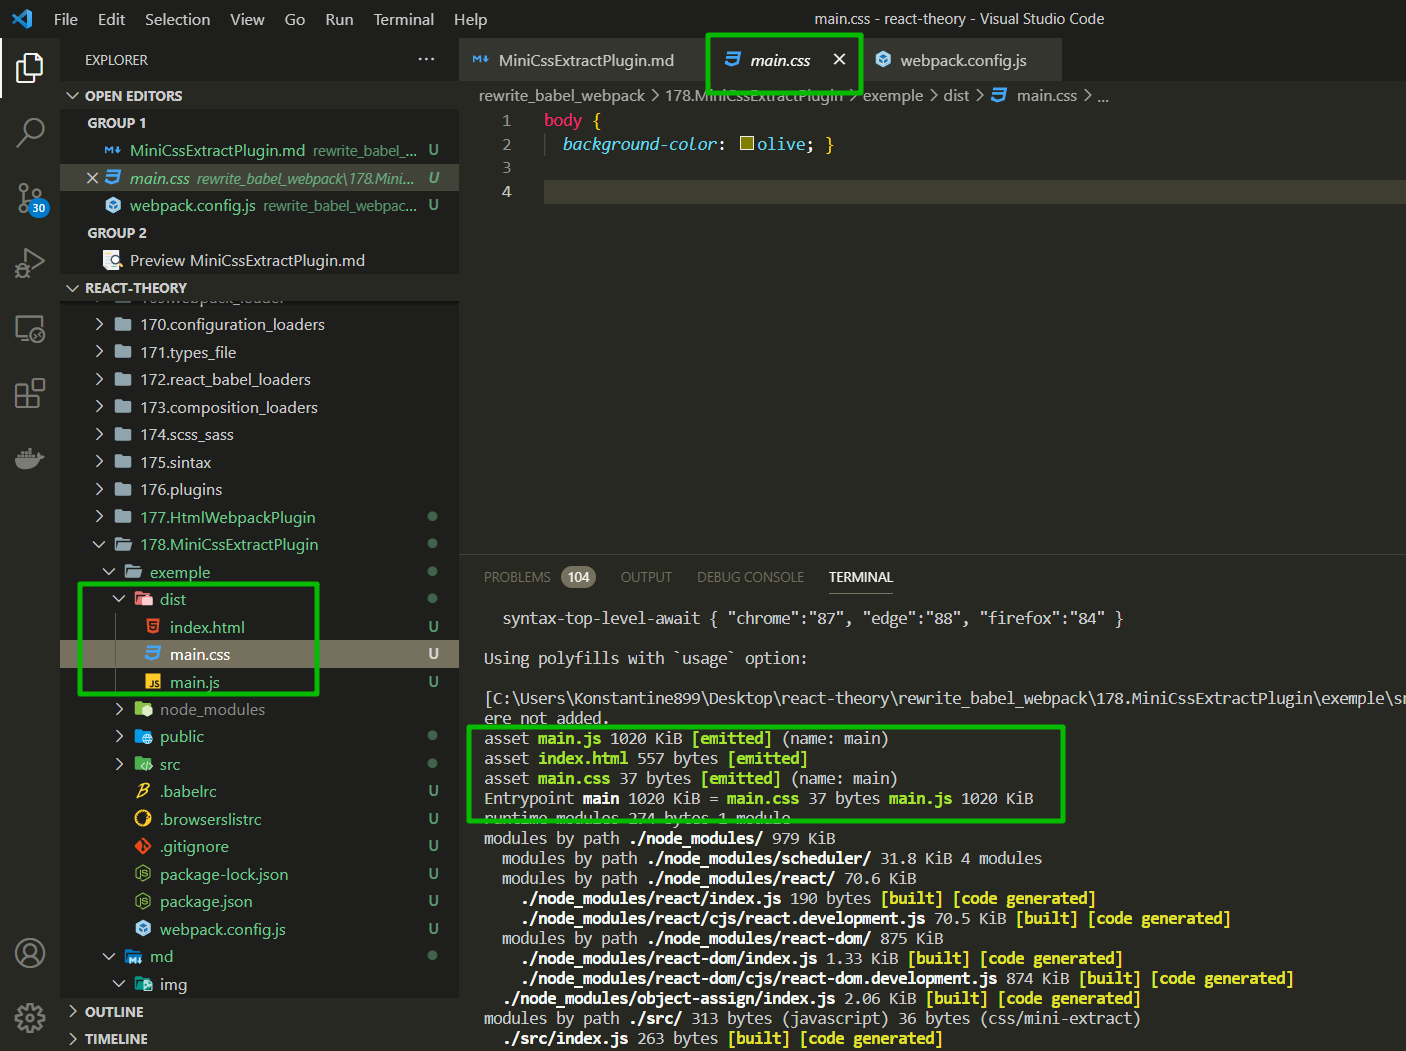 File Edit Selection View Go Run Terminal Help
main.css - react-theory - Visual Studio Code
EXPLORER
OPEN EDITORS
GROUP 1
MiniCssExtractPlugin.md rewrite_babel_... U
main.css rewrite_babel_webpack\178.Mini... U
webpack.config.js rewrite_babel_webpac... U
GROUP 2
Preview MiniCssExtractPlugin.md
REACT-THEORY
170.configuration_loaders
171.types_file
172.react_babel_loaders
173.composition_loaders
174.scss_sass
175.sintax
176.plugins
177.HtmlWebpackPlugin
178.MiniCssExtractPlugin
exemple
dist
index.html U
main.css U
JS main.js U
node_modules
public
src
.babelrc U
.browserslistrc U
.gitignore U
package-lock.json U
package.json U
webpack.config.js U
md
img
OUTLINE
TIMELINE
30
MiniCssExtractPlugin.md
main.css
webpack.config.js
rewrite_babel_webpack > 178.MiniCssExtractPlugin > exemple > dist > main.css > ...
1 body {
2 background-color: olive; }
3
4
PROBLEMS 104 OUTPUT DEBUG CONSOLE TERMINAL
syntax-top-level-await { "chrome":"87", "edge":"88", "firefox":"84" }
Using polyfills with `usage` option:
[C:\Users\Konstantine899\Desktop\react-theory\rewrite_babel_webpack\178.MiniCssExtractPlugin\exemple\sr
ere not added.
asset main.js 1020 KiB [emitted] (name: main)
asset index.html 557 bytes [emitted]
asset main.css 37 bytes [emitted] (name: main)
Entrypoint main 1020 KiB = main.css 37 bytes main.js 1020 KiB
runtime modules 274 bytes 1 module
modules by path ./node_modules/ 979 KiB
modules by path ./node_modules/scheduler/ 31.8 KiB 4 modules
modules by path ./node_modules/react/ 70.6 KiB
./node_modules/react/index.js 190 bytes [built] [code generated]
./node_modules/react/cjs/react.development.js 70.5 KiB [built] [code generated]
modules by path ./node_modules/react-dom/ 875 KiB
./node_modules/react-dom/index.js 1.33 KiB [built] [code generated]
./node_modules/react-dom/cjs/react-dom.development.js 874 KiB [built] [code generated]
./node_modules/object-assign/index.js 2.06 KiB [built] [code generated]
modules by path ./src/ 313 bytes (javascript) 36 bytes (css/mini-extract)
./src/index.js 263 bytes [built] [code generated]